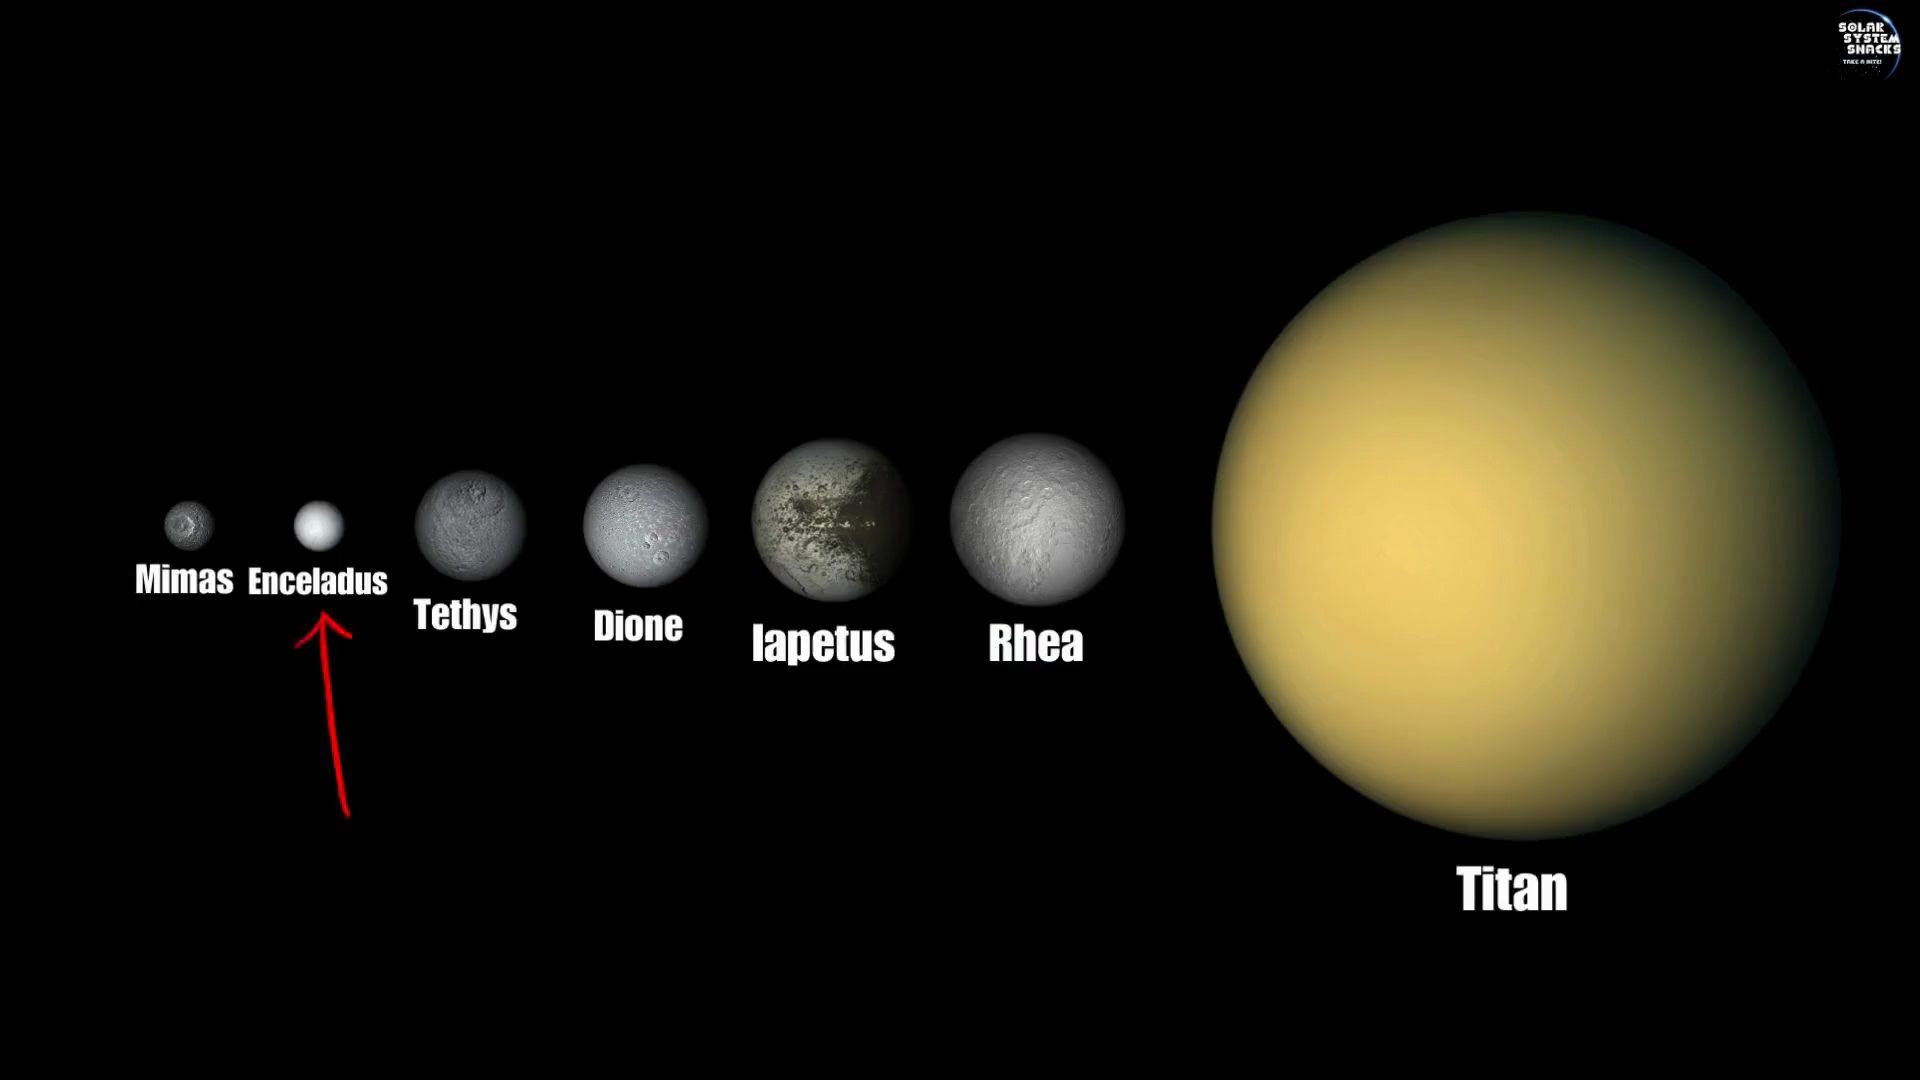 SOLAR
SYSTEM
SNACKS
TAKE A BITE!
Mimas
Enceladus
Tethys
Dione
Iapetus
Rhea
Titan